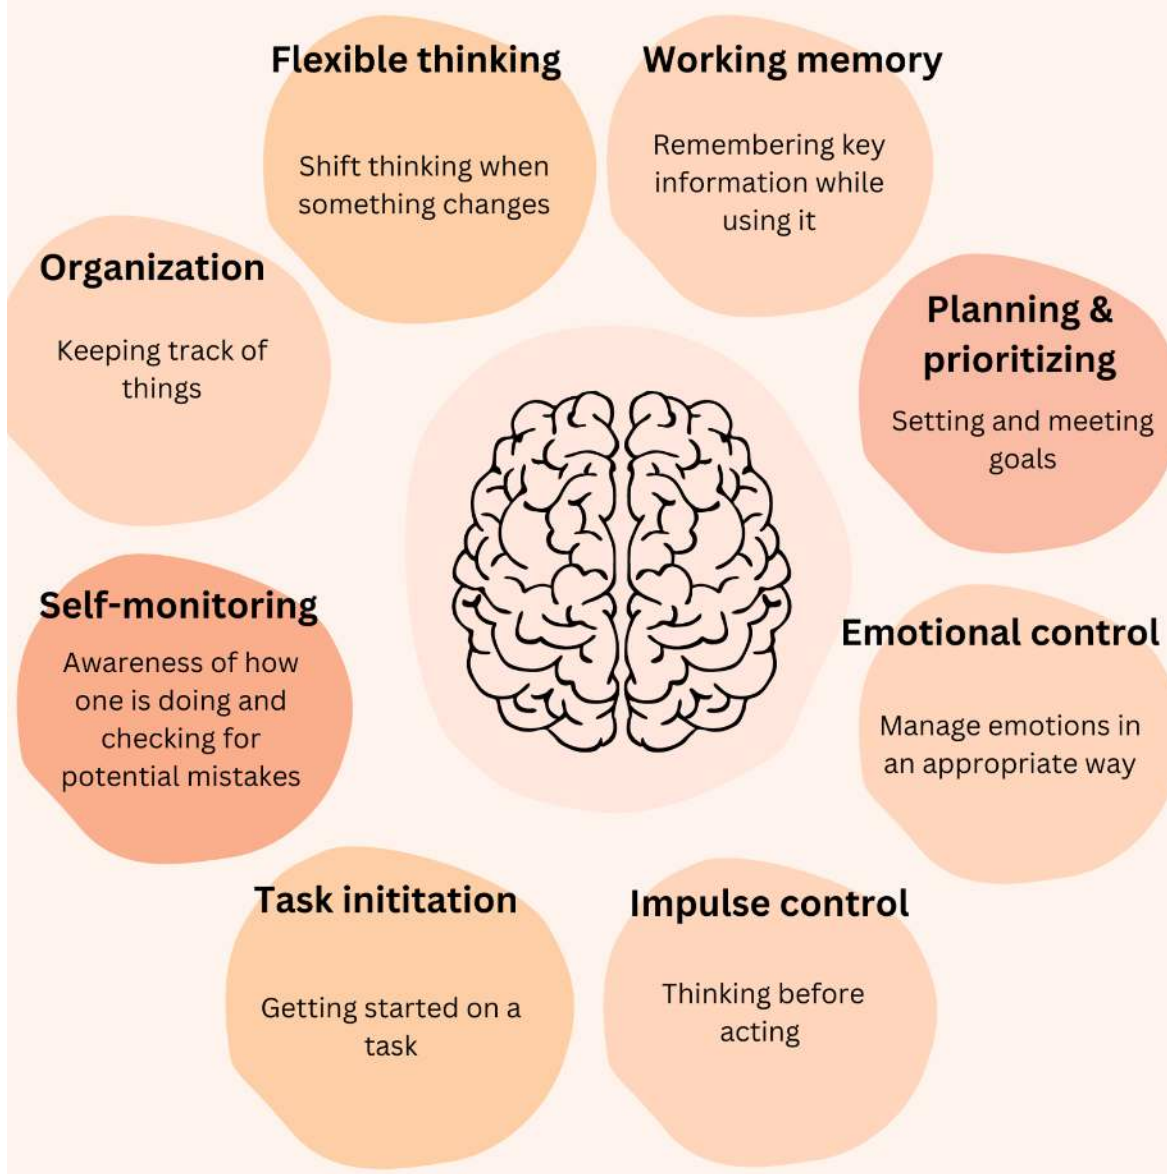 Flexible thinking
Shift thinking when
something changes
Working memory
Remembering key
information while
using it
Organization
Keeping track of
things
Planning &
prioritizing
Setting and meeting
goals
Self-monitoring
Awareness of how
one is doing and
checking for
potential mistakes
Emotional control
Manage emotions in
an appropriate way
Task inititation
Getting started on a
task
Impulse control
Thinking before
acting